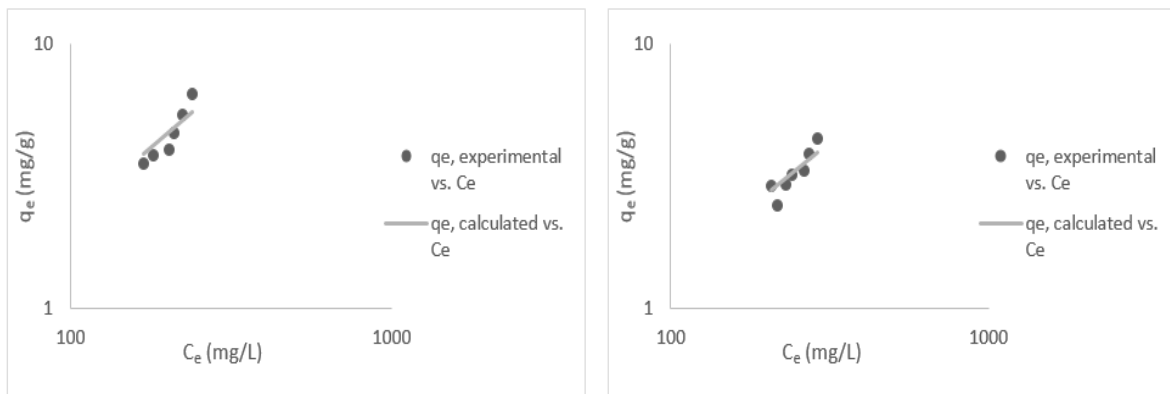 10
qe (mg/g)
1
100
1000
Ce (mg/L)
qe, experimental
vs. Ce
qe, calculated vs.
Ce
10
qe (mg/g)
1
100
1000
Ce (mg/L)
qe, experimental
vs. Ce
qe, calculated vs.
Ce